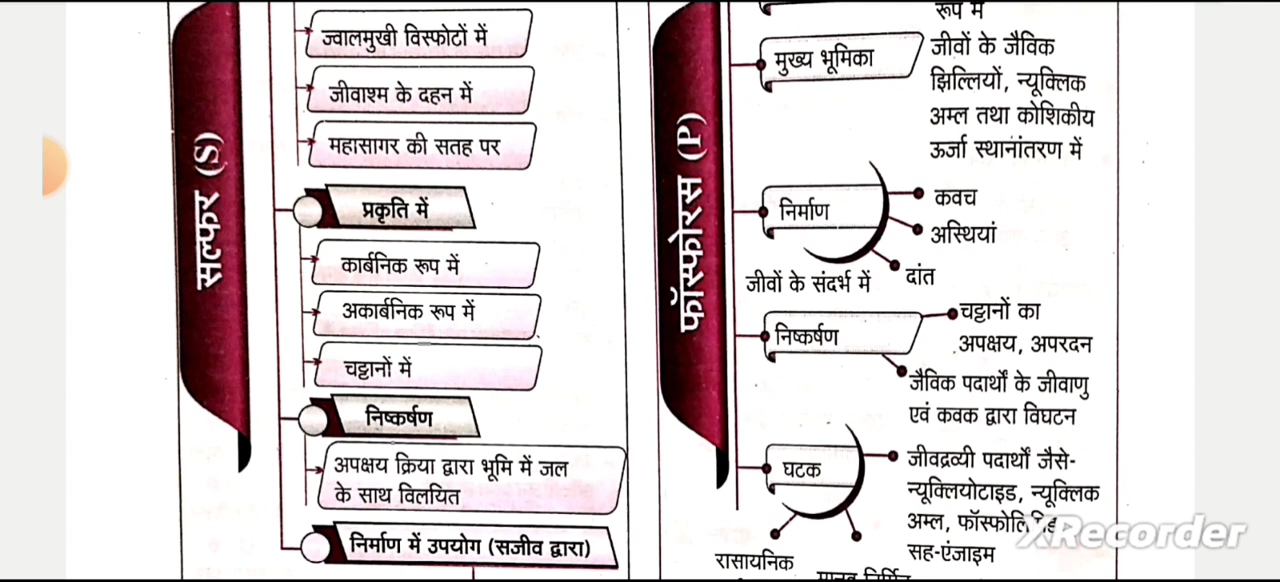 सल्फर (S)
ज्वालमुखी विस्फोटों में
जीवाश्म के दहन में
महासागर की सतह पर
प्रकृति में
कार्बनिक रूप में
अकार्बनिक रूप में
चट्टानों में
निष्कर्षण
अपक्षय क्रिया द्वारा भूमि में जल
के साथ विलयित
निर्माण में उपयोग (सजीव द्वारा)
फॉस्फोरस (P)
रूप में
मुख्य भूमिका
जीवों के जैविक
झिल्लियों, न्यूक्लिक
अम्ल तथा कोशिकीय
ऊर्जा स्थानांतरण में
निर्माण
कवच
अस्थियां
दांत
जीवों के संदर्भ में
निष्कर्षण
चट्टानों का
अपक्षय, अपरदन
जैविक पदार्थों के जीवाणु
एवं कवक द्वारा विघटन
घटक
जीवद्रव्यी पदार्थों जैसे-
न्यूक्लियोटाइड, न्यूक्लिक
अम्ल,
सह-एंजाइम
रासायनिक
XRecorder